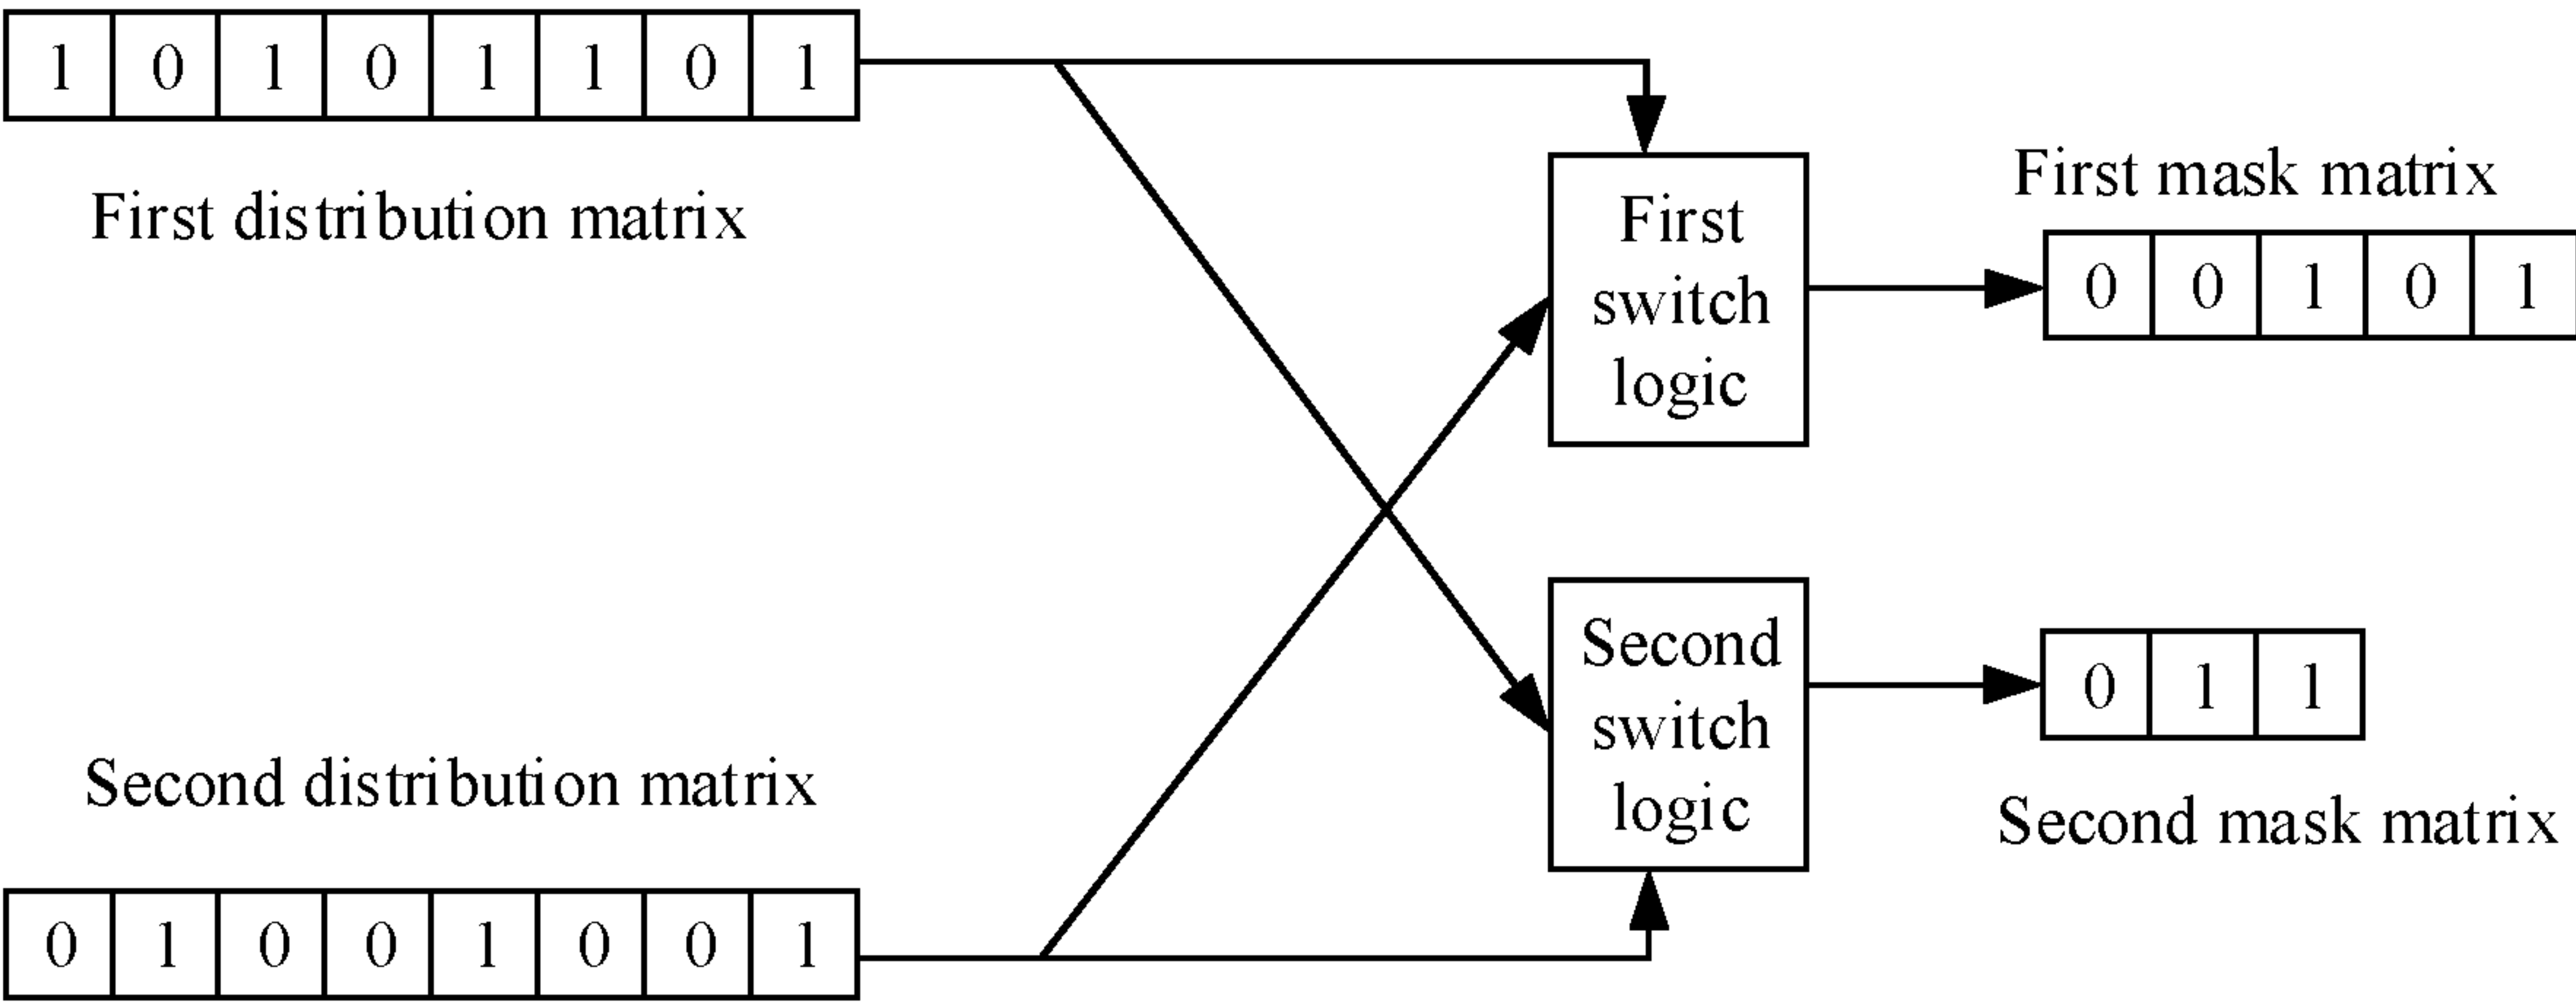 1 0 1 0 1 1 0 1
First distribution matrix
First
switch
logic
First mask matrix
0 0 1 0 1
Second
switch
logic
0 1 1
Second mask matrix
Second distribution matrix
0 1 0 0 1 0 0 1